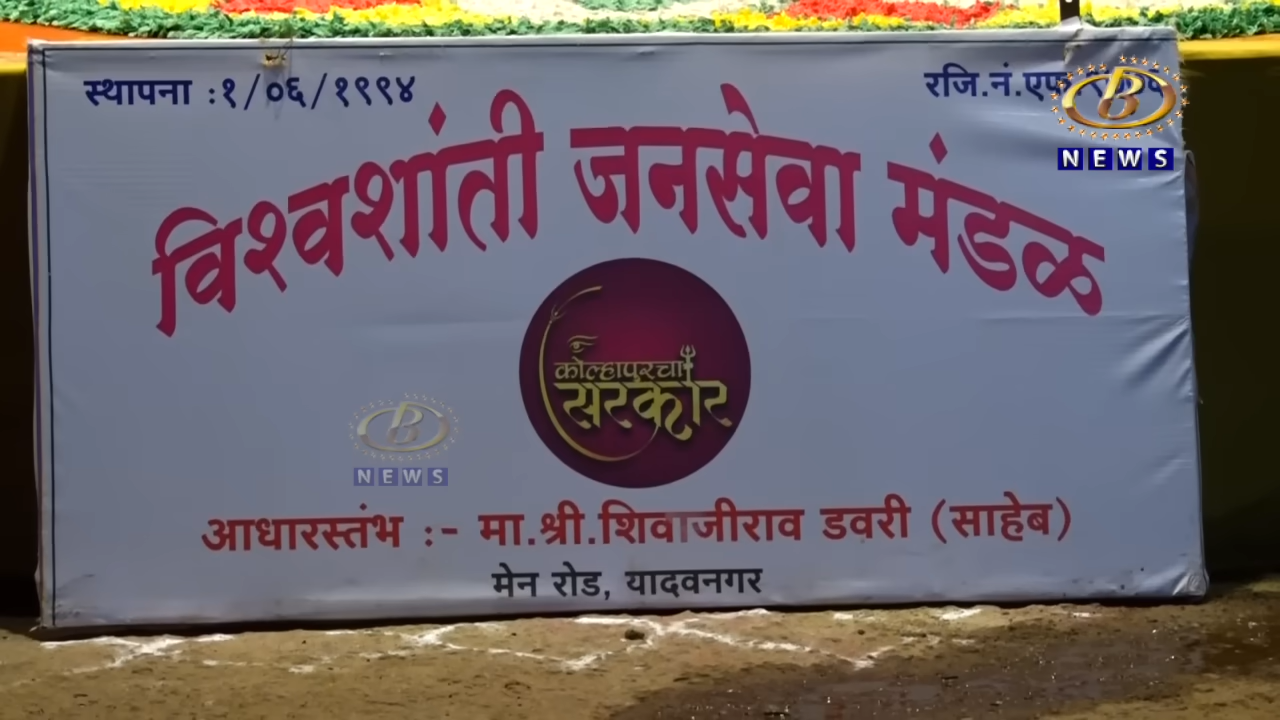 स्थापना :१/०६/१९९४
रजि.नं.एफ
B
NEWS
विश्वशांती जनसेवा मंडळ
कोल्हापुरचा
सरकार
B
NEWS
आधारस्तंभ :- मा.श्री.शिवाजीराव डवरी (साहेब)
मेन रोड, यादवनगर